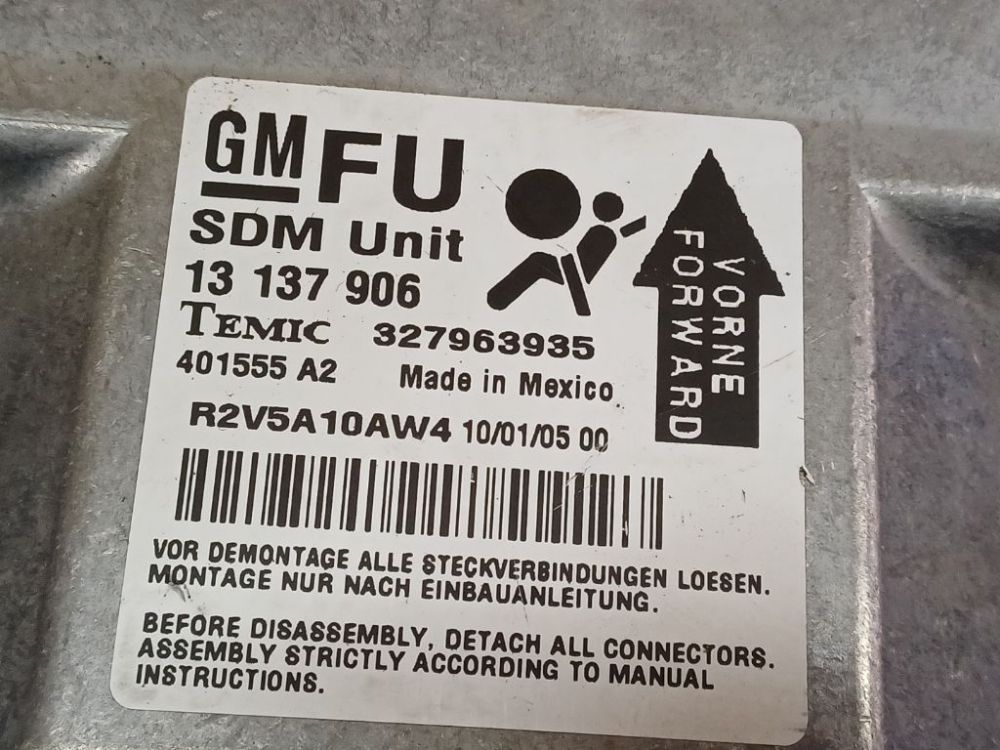 GM FU
SDM Unit
13 137 906
TEMIC 327963935
401555 A2 Made in Mexico
R2V5A10AW4 10/01/05 00
VORNE
FORWARD
VOR DEMONTAGE ALLE STECKVERBINDUNGEN LOESEN.
MONTAGE NUR NACH EINBAUANLEITUNG.
BEFORE DISASSEMBLY, DETACH ALL CONNECTORS.
ASSEMBLY STRICTLY ACCORDING TO MANUAL
INSTRUCTIONS.